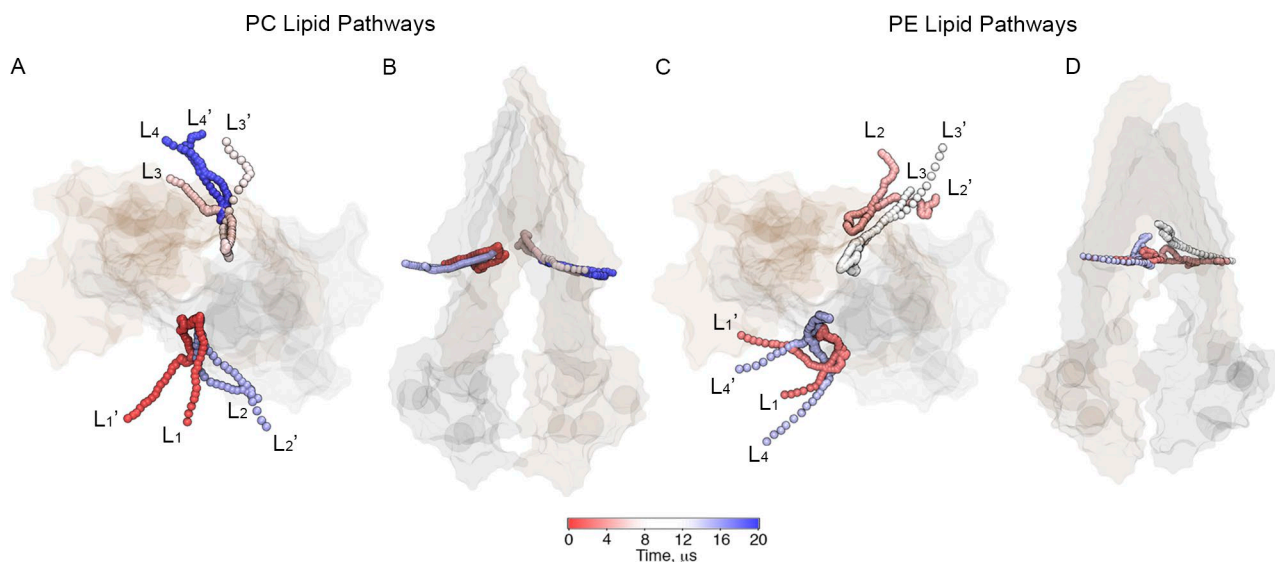 PC Lipid Pathways
PE Lipid Pathways
A
B
C
D
L4
L4’
L3’
L3
L1’
L1
L2
L2’
L2
L3’
L3
L2’
L1’
L4’
L1
L4
0 4 8 12 16 20
Time, μs